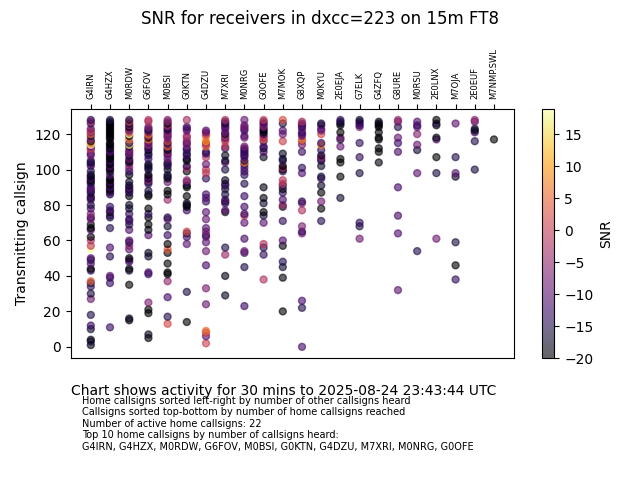 SNR for receivers in dxcc=223 on 15m FT8
G4IRN
G4HZX
M0RDW
G6FOV
M0BSI
G0KTN
G4DZU
M7XRI
M0NRG
G0OFE
M7MOK
G8XPQ
M0KYU
2E0EJA
G7ELK
G4ZFQ
G8URE
M0RSU
2E0LNX
M7OJA
2E0EUF
M7NMP.SWL
Transmitting callsign
0
20
40
60
80
100
120
15
10
5
0
−5
−10
−15
−20
SNR
Chart shows activity for 30 mins to 2025-08-24 23:43:44 UTC
Home callsigns sorted left-right by number of other callsigns heard
Callsigns sorted top-bottom by number of home callsigns reached
Number of active home callsigns: 22
Top 10 home callsigns by number of callsigns heard:
G4IRN, G4HZX, M0RDW, G6FOV, M0BSI, G0KTN, G4DZU, M7XRI, M0NRG, G0OFE